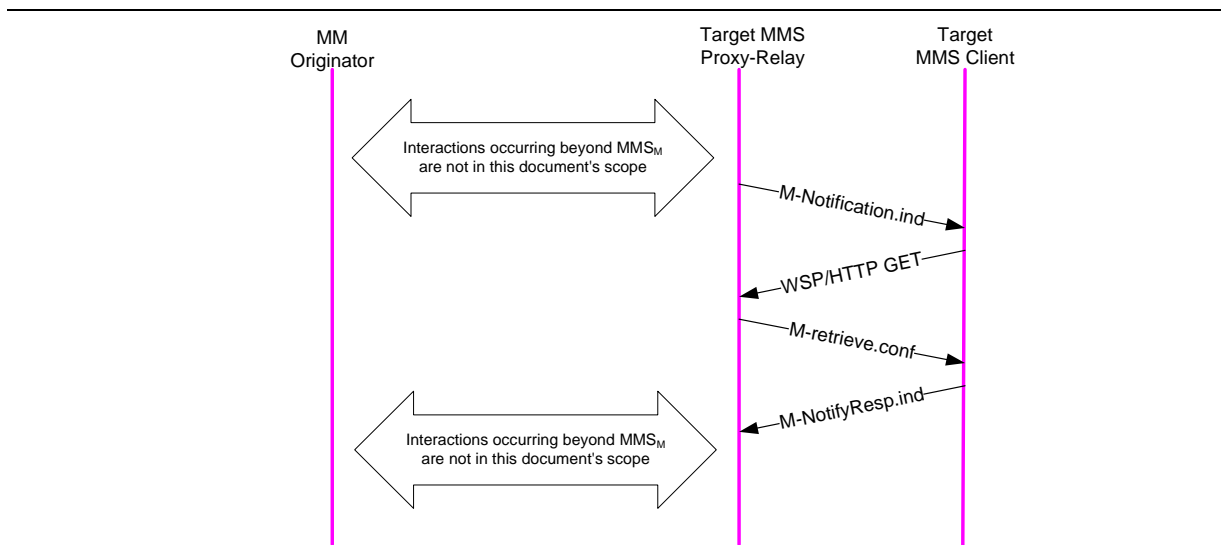 MM
Originator
Target MMS
Proxy-Relay
Target
MMS Client
Interactions occurring beyond MMSM
are not in this document's scope
M-Notification.ind
WSP/HTTP GET
M-retrieve.conf
M-NotifyResp.ind
Interactions occurring beyond MMSM
are not in this document's scope